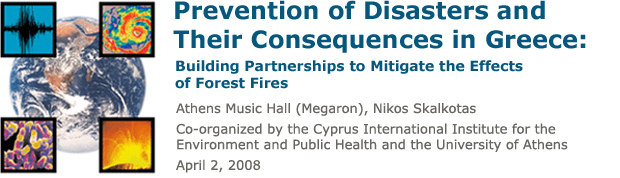 Prevention of Disasters and
Their Consequences in Greece:
Building Partnerships to Mitigate the Effects
of Forest Fires
Athens Music Hall (Megaron), Nikos Skalkotas
Co-organized by the Cyprus International Institute for the
Environment and Public Health and the University of Athens
April 2, 2008